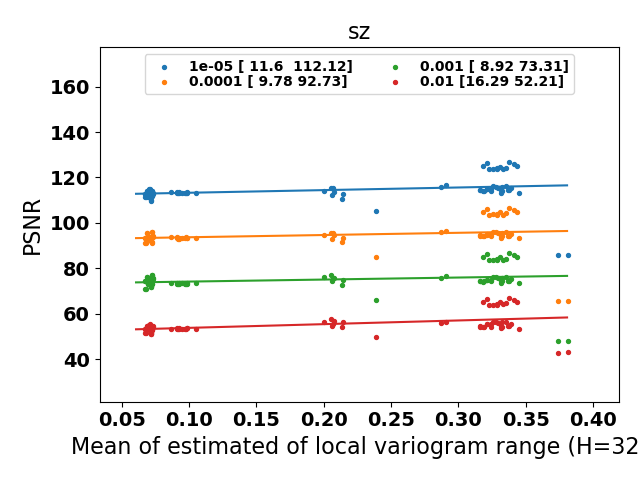 sz
1e-05 [ 11.6  112.12]
0.0001 [ 9.78 92.73]
0.001 [ 8.92 73.31]
0.01 [16.29 52.21]
PSNR
160
140
120
100
80
60
40
0.05 0.10 0.15 0.20 0.25 0.30 0.35 0.40
Mean of estimated of local variogram range (H=32